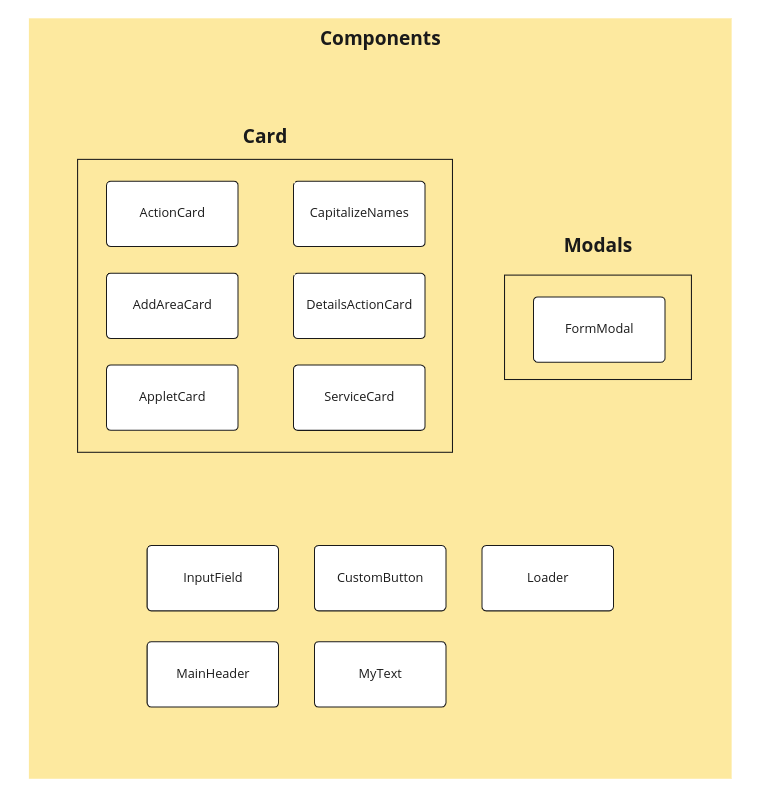 Components
Card
ActionCard
CapitalizeNames
AddAreaCard
DetailsActionCard
AppletCard
ServiceCard
Modals
FormModal
InputField
CustomButton
Loader
MainHeader
MyText